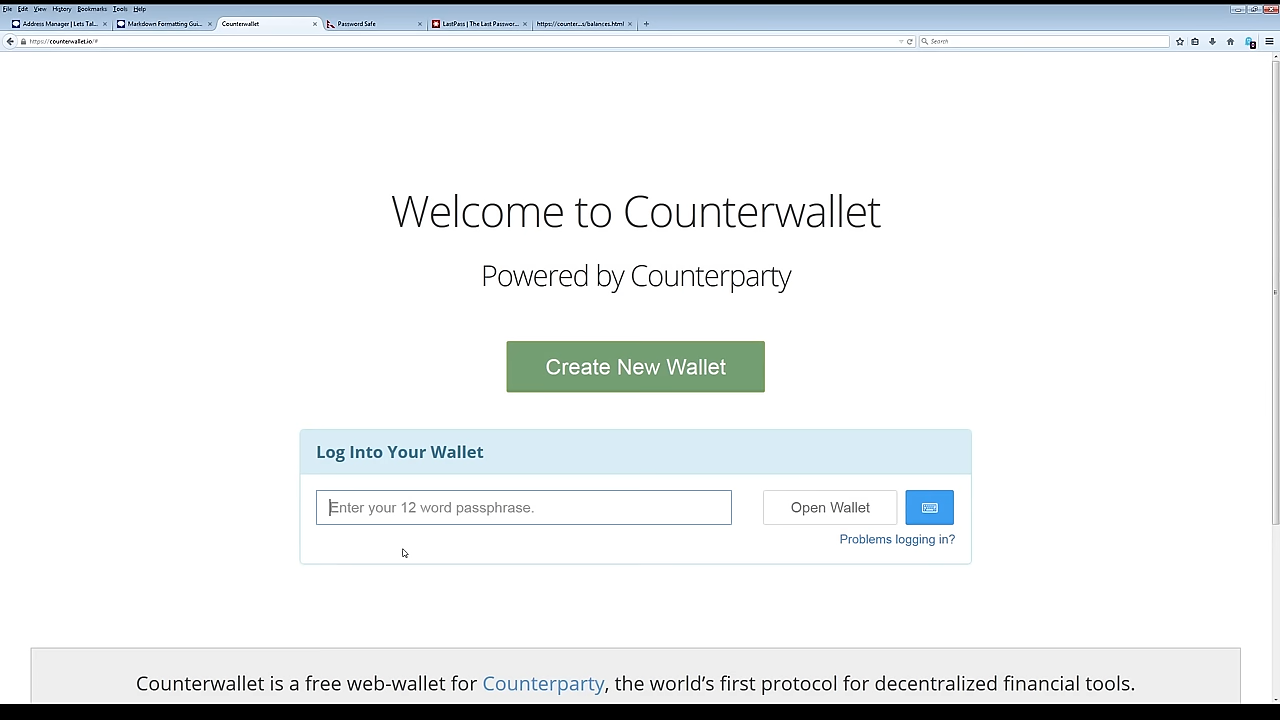 File Edit View History Bookmarks Tools Help
Address Manager | Lets Tal... Markdown Formatting Gui... Counterwallet Password Safe LastPass | The Last Passwor... https://counter...s/balances.html
https://counterwallet.io/# Search
Welcome to Counterwallet
Powered by Counterparty
Create New Wallet
Log Into Your Wallet
Enter your 12 word passphrase. Open Wallet
Problems logging in?
Counterwallet is a free web-wallet for Counterparty, the world's first protocol for decentralized financial tools.